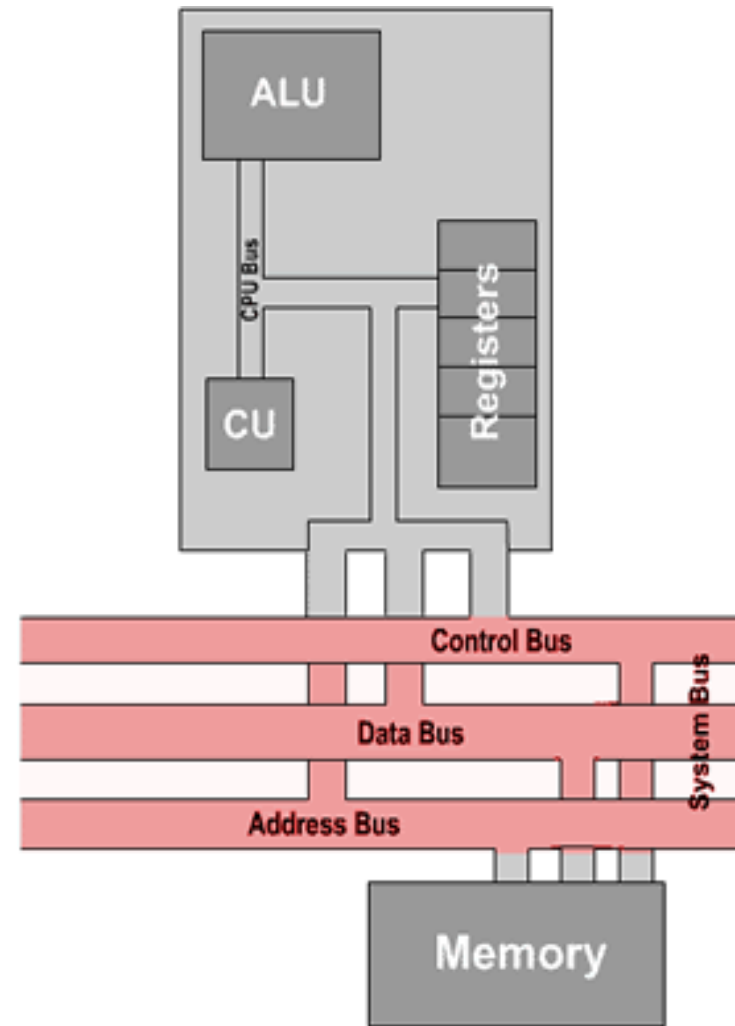 ALU
CPU Bus
Registers
CU
Control Bus
System Bus
Data Bus
Address Bus
Memory